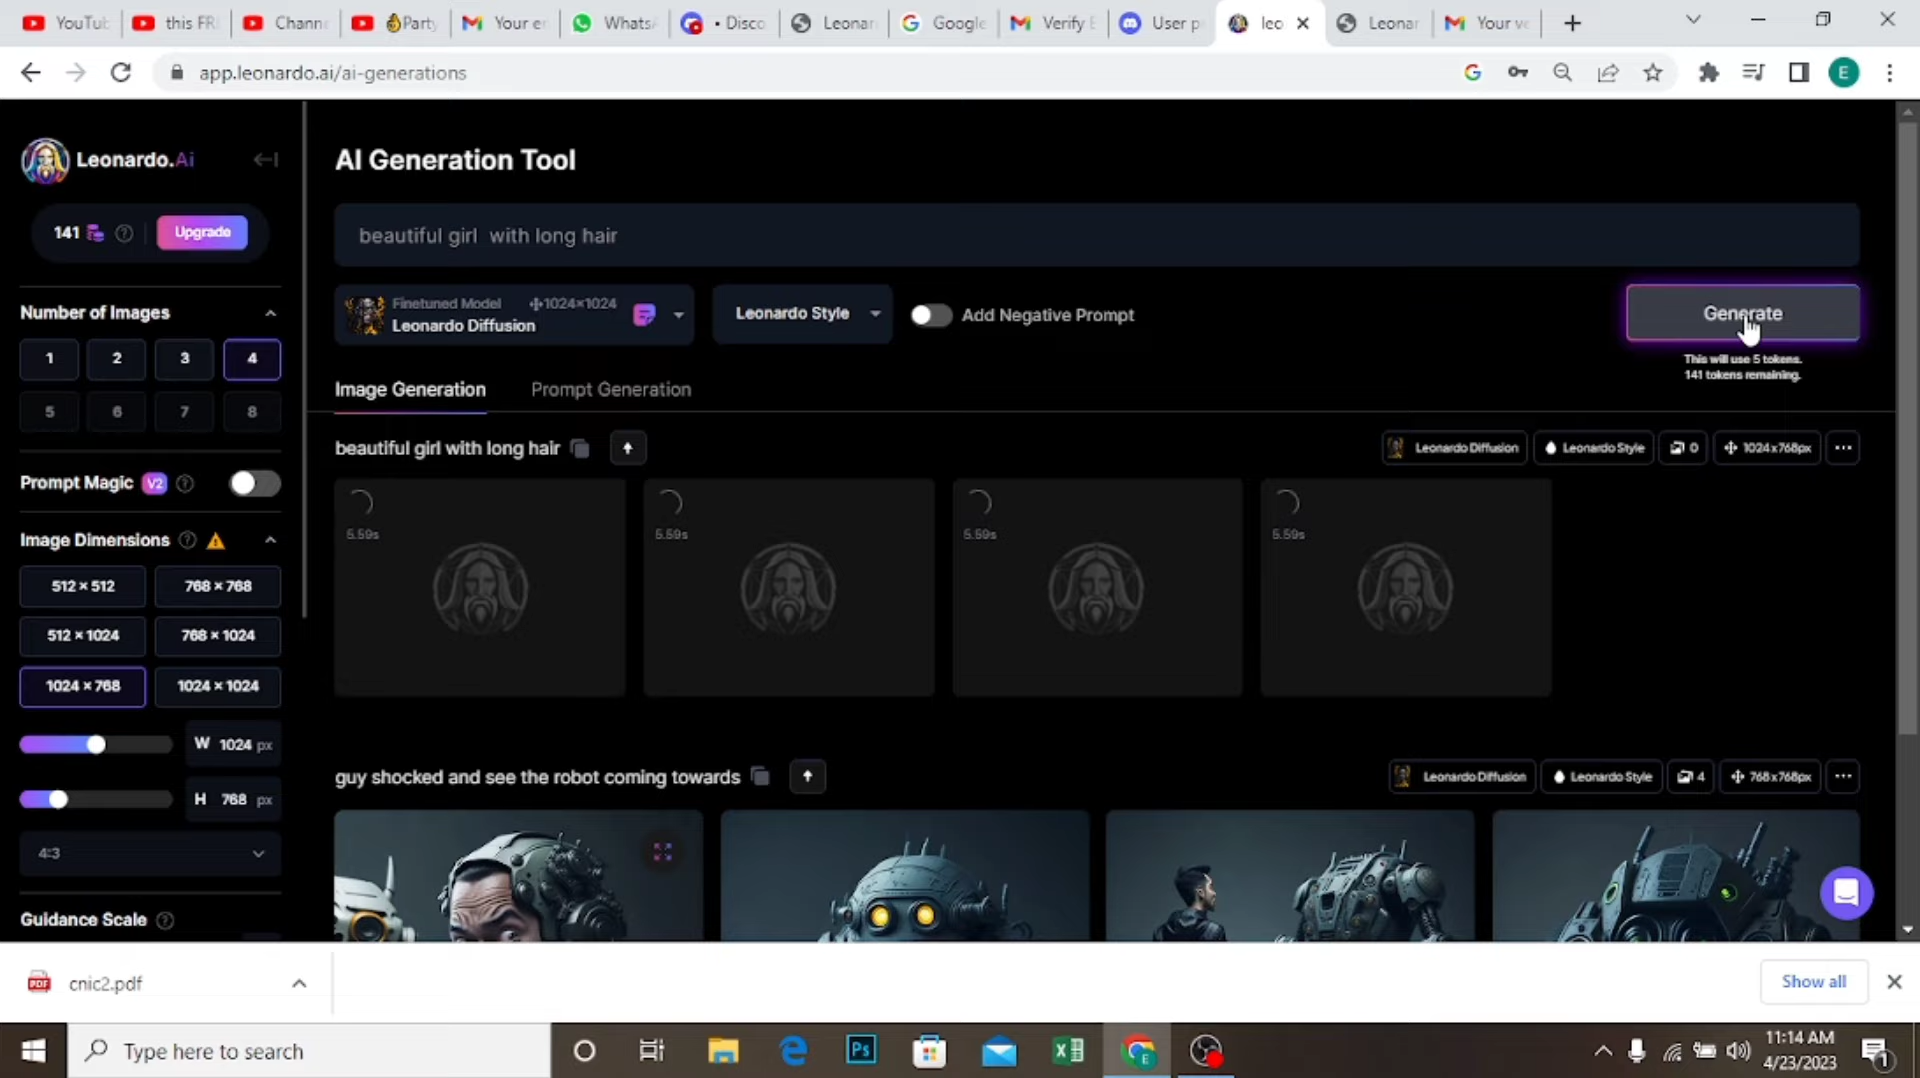 YouTub
this FR
Chann
Party
Your e
Whats
• Disco
Leonar
Google
Verify E
User p
leo
Leonar
Your ve
app.leonardo.ai/ai-generations
E
Leonardo.Ai
141
Upgrade
Number of Images
1 2 3 4
5 6 7 8
Prompt Magic V2
Image Dimensions
512 × 512 768 × 768
512 × 1024 768 × 1024
1024 × 768 1024 × 1024
W 1024 px
H 768 px
4:3
Guidance Scale
AI Generation Tool
beautiful girl with long hair
Finetuned Model 1024×1024
Leonardo Diffusion
Leonardo Style
Add Negative Prompt
Generate
This will use 5 tokens.
141 tokens remaining.
Image Generation Prompt Generation
beautiful girl with long hair
Leonardo Diffusion Leonardo Style 0 1024x768px
5.59s 5.59s 5.59s 5.59s
guy shocked and see the robot coming towards
Leonardo Diffusion Leonardo Style 4 768x768px
PDF cnic2.pdf
Show all
Type here to search
Ps
E
11:14 AM
4/23/2023
1